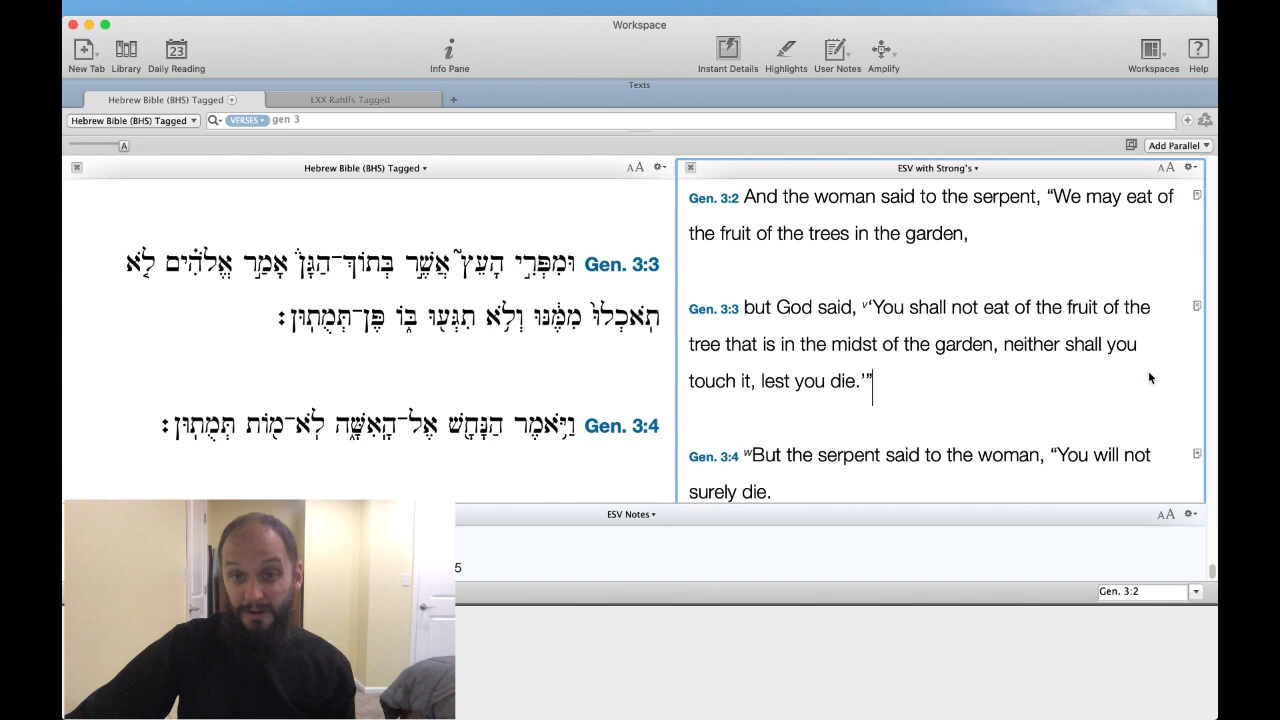 Workspace
New Tab
Library
23
Daily Reading
i
Info Pane
Instant Details
Highlights
User Notes
Amplify
Workspaces
?
Help
Texts
Hebrew Bible (BHS) Tagged
LXX Rahlfs Tagged
+
Hebrew Bible (BHS) Tagged
VERSES
gen 3
A
Add Parallel
Hebrew Bible (BHS) Tagged
AA
Gen. 3:3 וּמִפְּרִ֣י הָעֵץ֮ אֲשֶׁ֣ר בְּתוֹךְ־הַגָּן֒ אָמַ֣ר אֱלֹהִ֗ים לֹ֤א
תֹֽאכְלוּ֙ מִמֶּ֔נּוּ וְלֹ֥א תִגְּע֖וּ בּ֑וֹ פֶּן־תְּמֻתֽוּן׃
Gen. 3:4 וַיֹּ֥אמֶר הַנָּחָ֖שׁ אֶל־הָֽאִשָּׁ֑ה לֹֽא־מ֖וֹת תְּמֻתֽוּן׃
ESV with Strong's
AA
Gen. 3:2 And the woman said to the serpent, “We may eat of
the fruit of the trees in the garden,
Gen. 3:3 but God said, v‘You shall not eat of the fruit of the
tree that is in the midst of the garden, neither shall you
touch it, lest you die.’”
Gen. 3:4 wBut the serpent said to the woman, “You will not
surely die.
ESV Notes
AA
5
Gen. 3:2